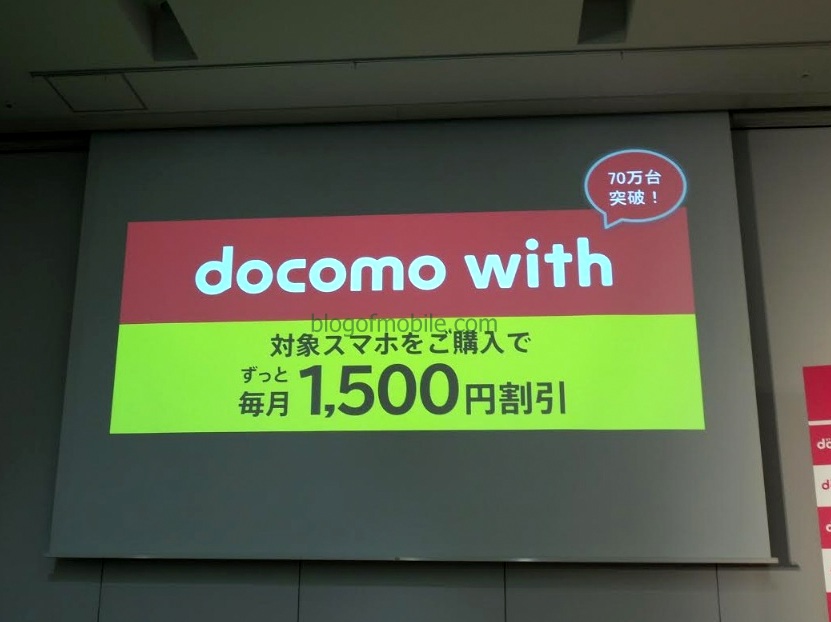 70万台
突破！
docomo with
blogofmobile.com
対象スマホをご購入で
ずっと
毎月1,500円割引
do
d